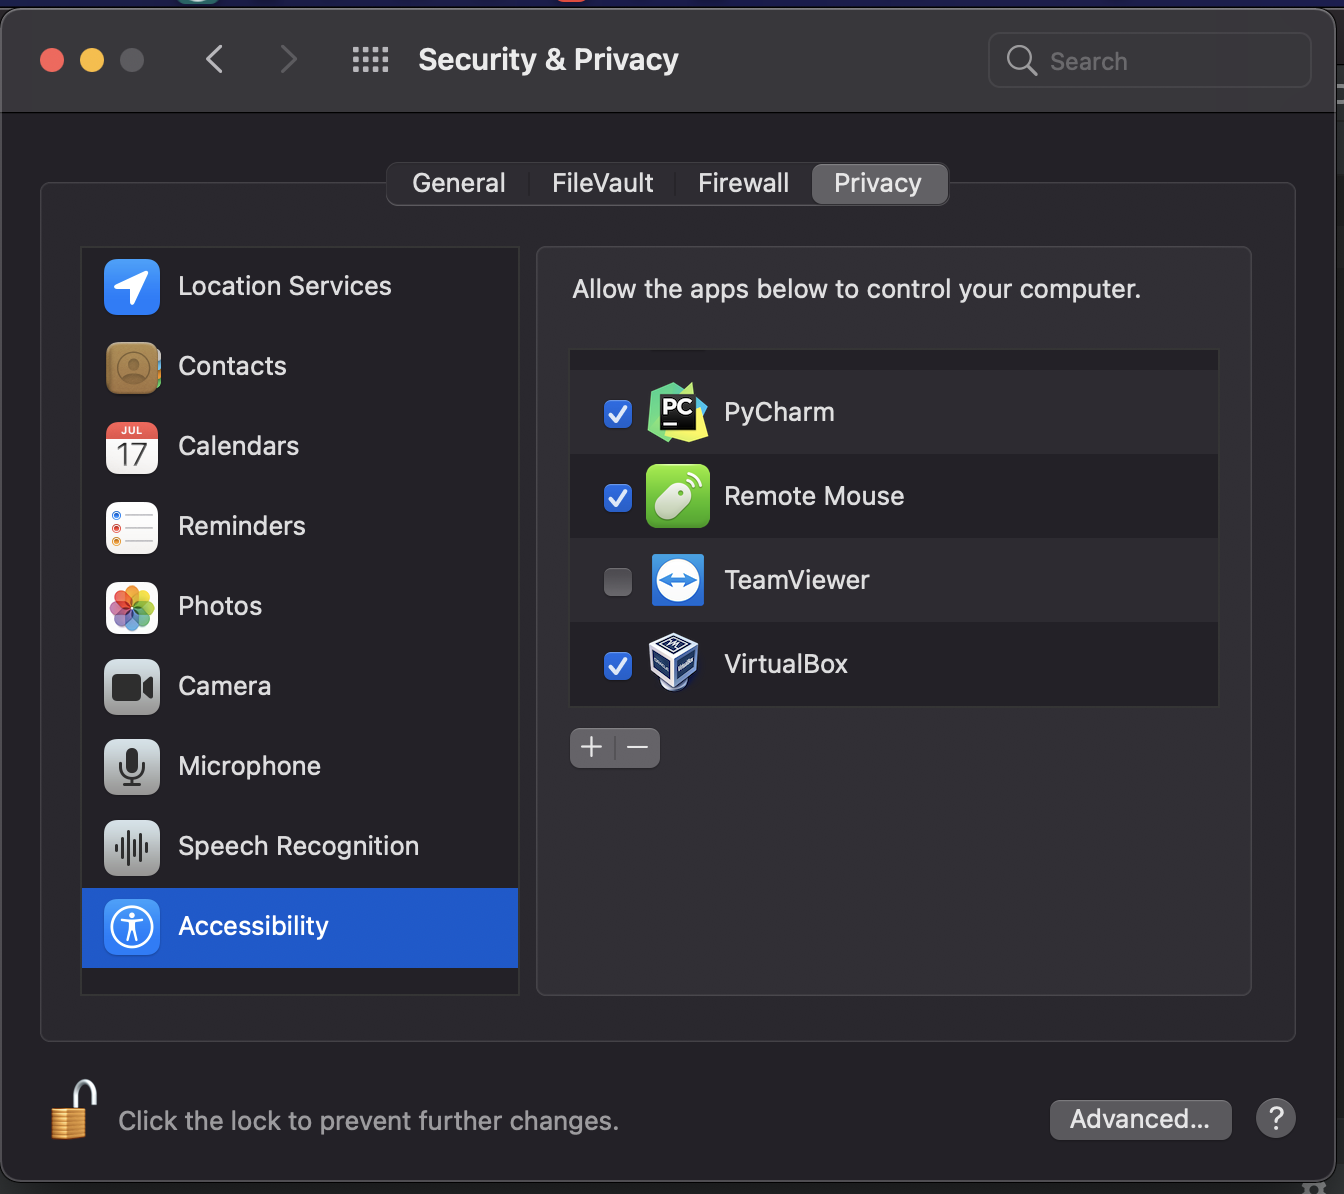 Security & Privacy
Search
General
FileVault
Firewall
Privacy
Location Services
Contacts
JUL
17
Calendars
Reminders
Photos
Camera
Microphone
Speech Recognition
Accessibility
Allow the apps below to control your computer.
PC
PyCharm
Remote Mouse
TeamViewer
VirtualBox
Click the lock to prevent further changes.
Advanced...
?